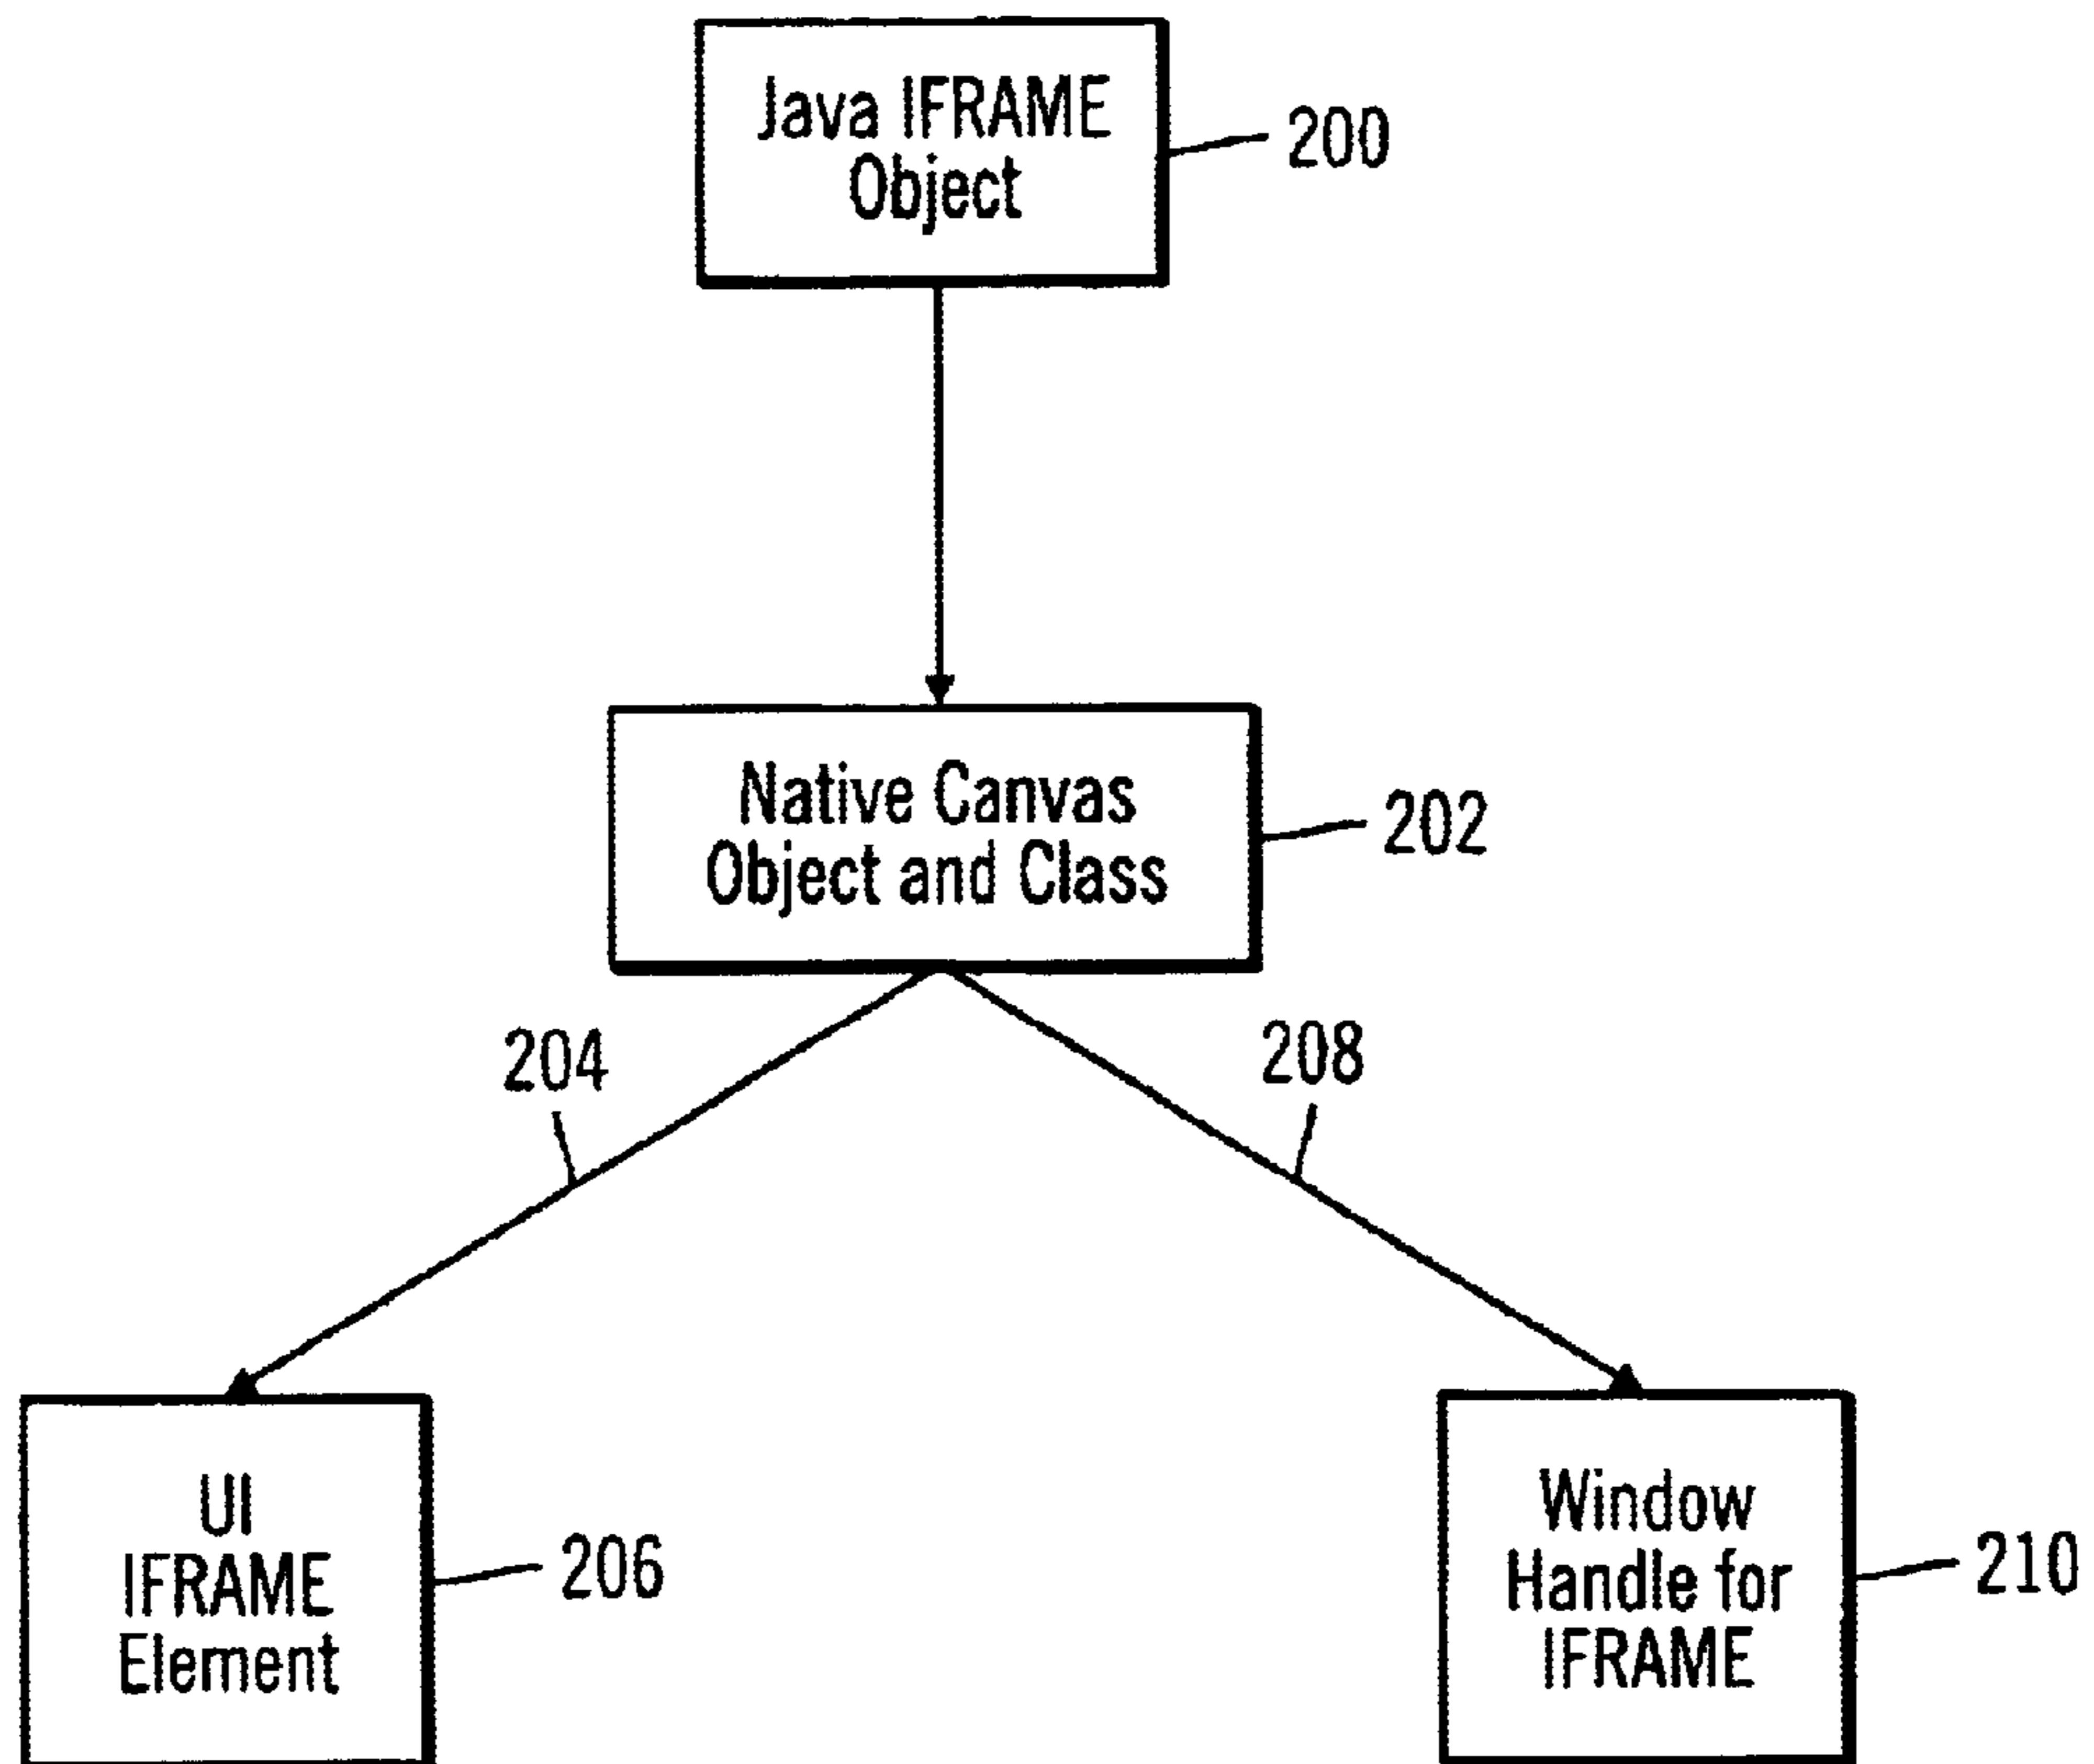 Java IFRAME
Object
200
Native Canvas
Object and Class
202
204
208
UI
IFRAME
Element
206
Window
Handle for
IFRAME
210